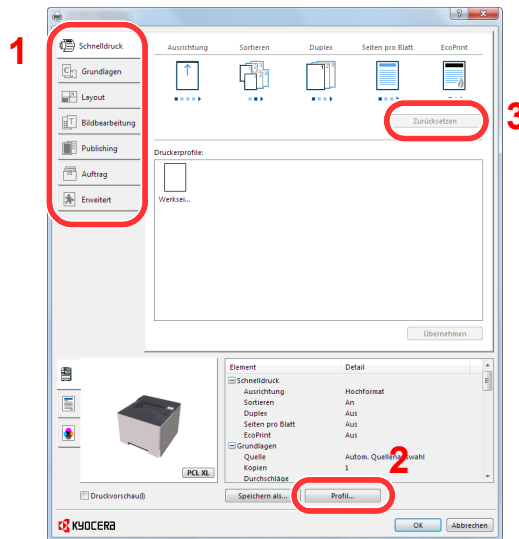 1
Schnelldruck
Grundlagen
Layout
Bildbearbeitung
Publishing
Auftrag
Erweitert
Ausrichtung Sortieren Duplex Seiten pro Blatt EcoPrint
Zurücksetzen
3
Druckerprofile:
Werksei...
Übernehmen
Element Detail
Schnelldruck
Ausrichtung Hochformat
Sortieren An
Duplex Aus
Seiten pro Blatt Aus
EcoPrint Aus
Grundlagen
Quelle Autom. Quellenauswahl
Kopien 1
Durchschläge
2
PCL XL
Druckvorschau(J)
Speichern als... Profil...
KYOCERA
OK Abbrechen